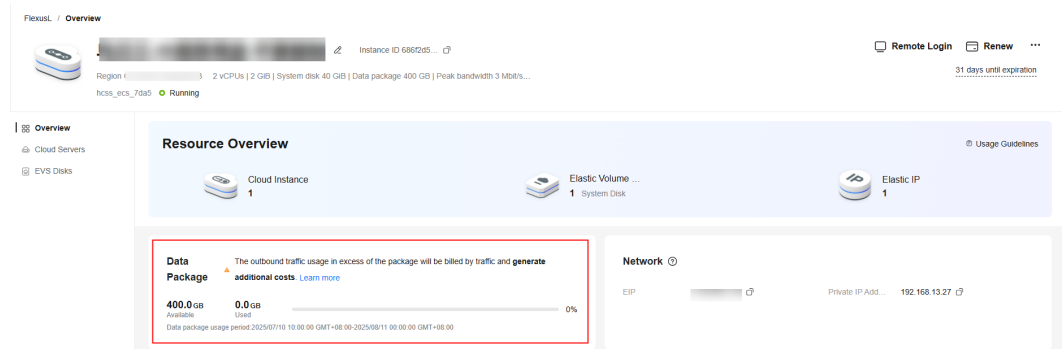 FlexusL / Overview
Instance ID 686f2d5...
Remote Login
Renew
Region
2 vCPUs | 2 GiB | System disk 40 GiB | Data package 400 GB | Peak bandwidth 3 Mbit/s...
31 days until expiration
hcss_ecs_7da5
Running
Overview
Cloud Servers
EVS Disks
Resource Overview
Usage Guidelines
Cloud Instance
1
Elastic Volume ...
1 System Disk
Elastic IP
1
Data
Package
The outbound traffic usage in excess of the package will be billed by traffic and generate
additional costs. Learn more
400.0 GB
Available
0.0 GB
Used
0%
Data package usage period:2025/07/10 10:00:00 GMT+08:00-2025/08/11 00:00:00 GMT+08:00
Network
EIP
Private IP Add...
192.168.13.27